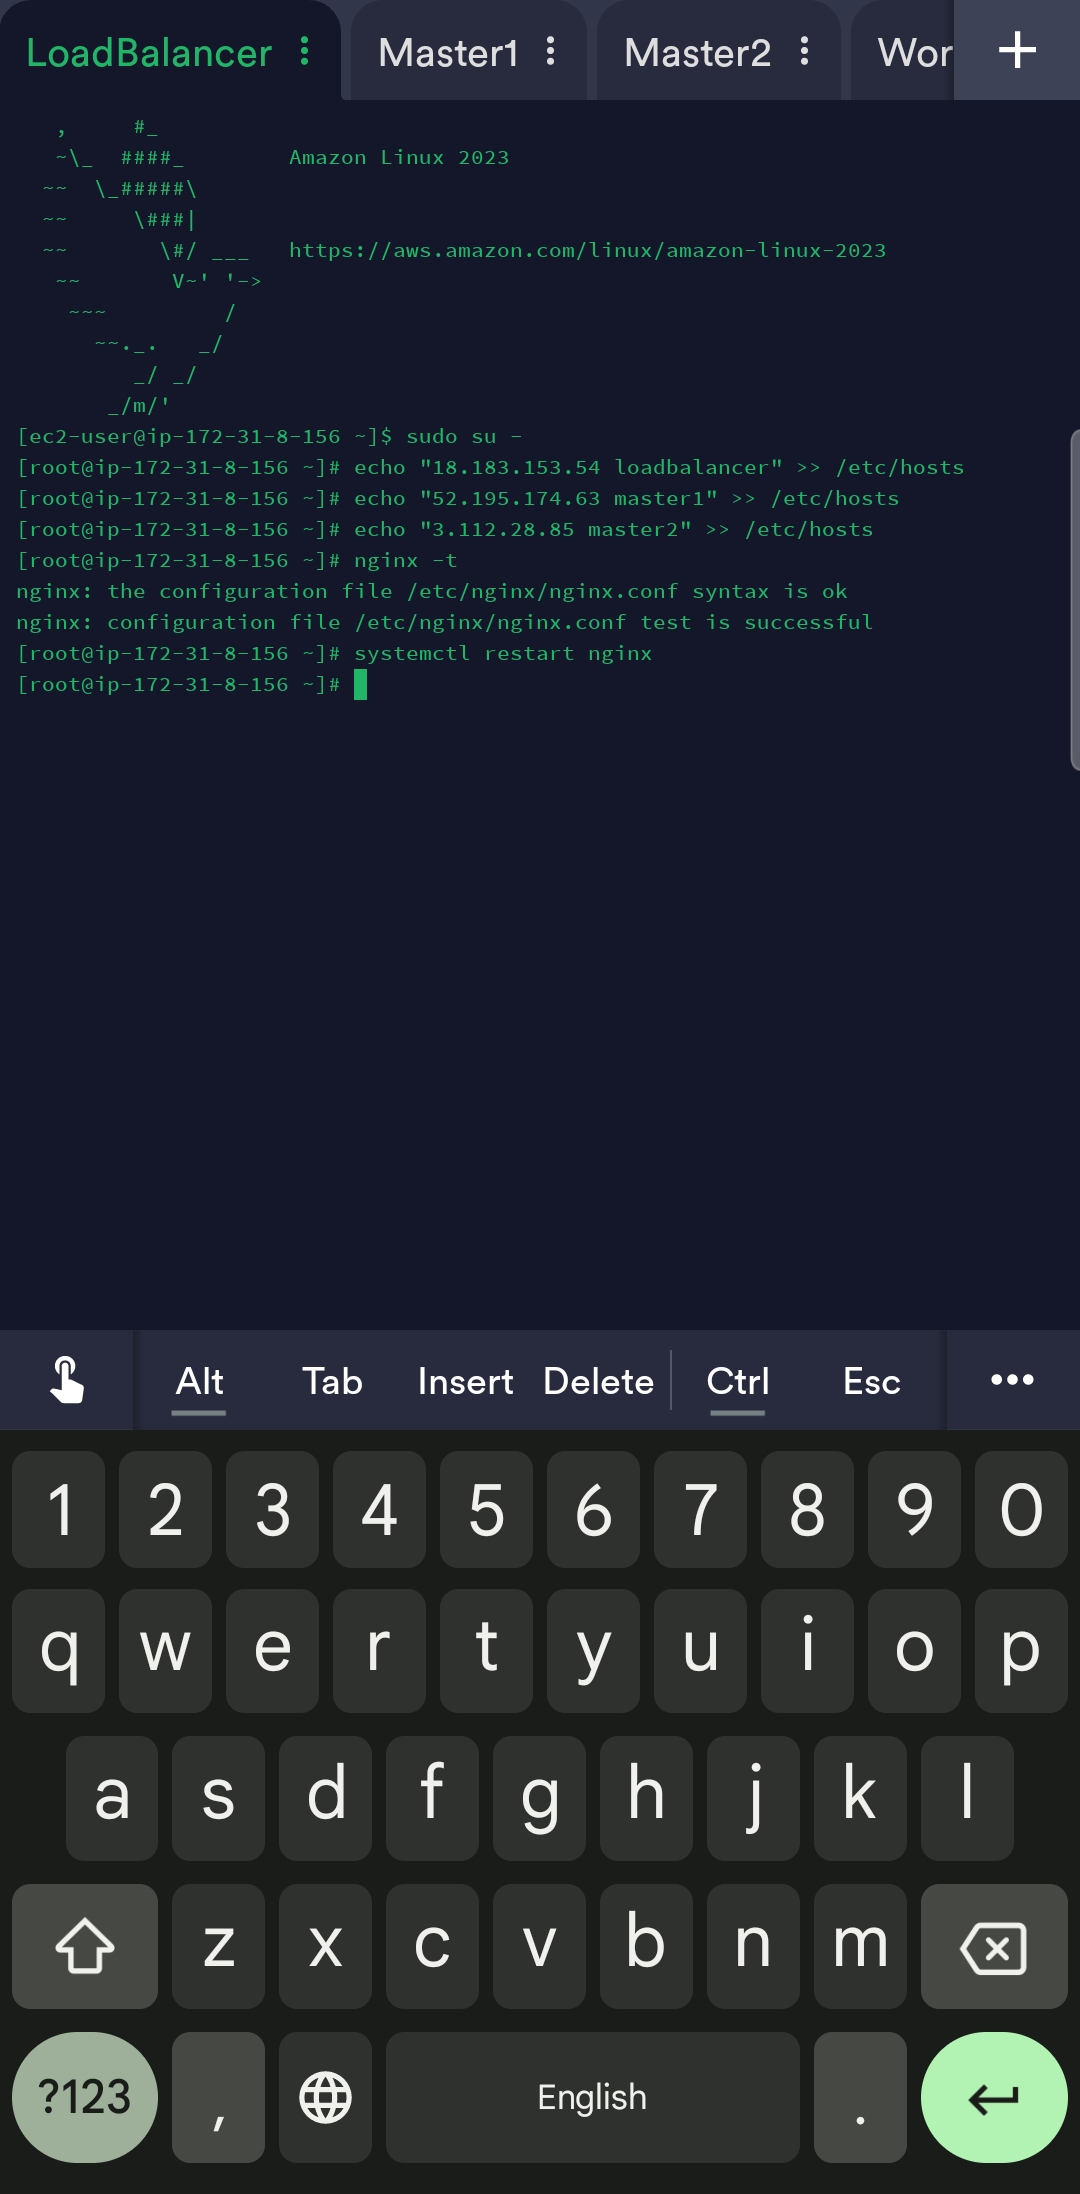 LoadBalancer Master1 Master2 Wor
   ,     #_
   ~\_  ####_        Amazon Linux 2023
  ~~  \_#####\
  ~~     \###|
  ~~       \#/ ___   https://aws.amazon.com/linux/amazon-linux-2023
   ~~       V~' '->
    ~~~         /
      ~~._.   _/
         _/ _/
       _/m/'
[ec2-user@ip-172-31-8-156 ~]$ sudo su -
[root@ip-172-31-8-156 ~]# echo "18.183.153.54 loadbalancer" >> /etc/hosts
[root@ip-172-31-8-156 ~]# echo "52.195.174.63 master1" >> /etc/hosts
[root@ip-172-31-8-156 ~]# echo "3.112.28.85 master2" >> /etc/hosts
[root@ip-172-31-8-156 ~]# nginx -t
nginx: the configuration file /etc/nginx/nginx.conf syntax is ok
nginx: configuration file /etc/nginx/nginx.conf test is successful
[root@ip-172-31-8-156 ~]# systemctl restart nginx
[root@ip-172-31-8-156 ~]#
Alt Tab Insert Delete Ctrl Esc
1 2 3 4 5 6 7 8 9 0
q w e r t y u i o p
a s d f g h j k l
z x c v b n m
?123 , English .